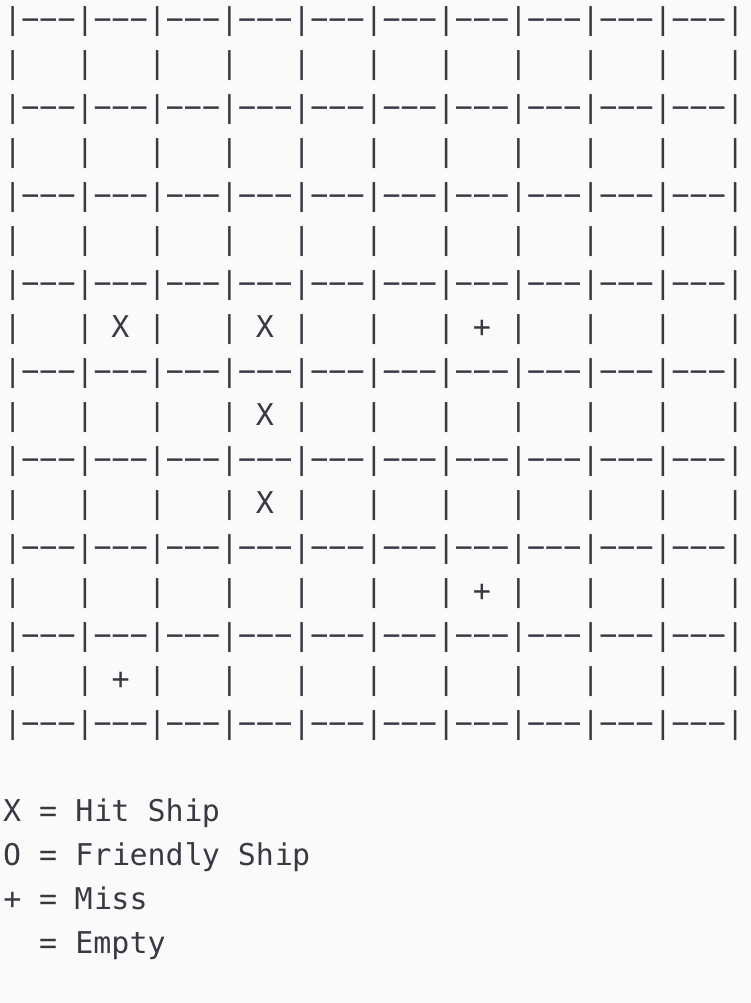 |---|---|---|---|---|---|---|---|---|---|
|   |   |   |   |   |   |   |   |   |   |
|---|---|---|---|---|---|---|---|---|---|
|   |   |   |   |   |   |   |   |   |   |
|---|---|---|---|---|---|---|---|---|---|
|   |   |   |   |   |   |   |   |   |   |
|---|---|---|---|---|---|---|---|---|---|
|   | X |   | X |   |   | + |   |   |   |
|---|---|---|---|---|---|---|---|---|---|
|   |   |   | X |   |   |   |   |   |   |
|---|---|---|---|---|---|---|---|---|---|
|   |   |   | X |   |   |   |   |   |   |
|---|---|---|---|---|---|---|---|---|---|
|   |   |   |   |   |   | + |   |   |   |
|---|---|---|---|---|---|---|---|---|---|
|   | + |   |   |   |   |   |   |   |   |
|---|---|---|---|---|---|---|---|---|---|
X = Hit Ship
O = Friendly Ship
+ = Miss
  = Empty